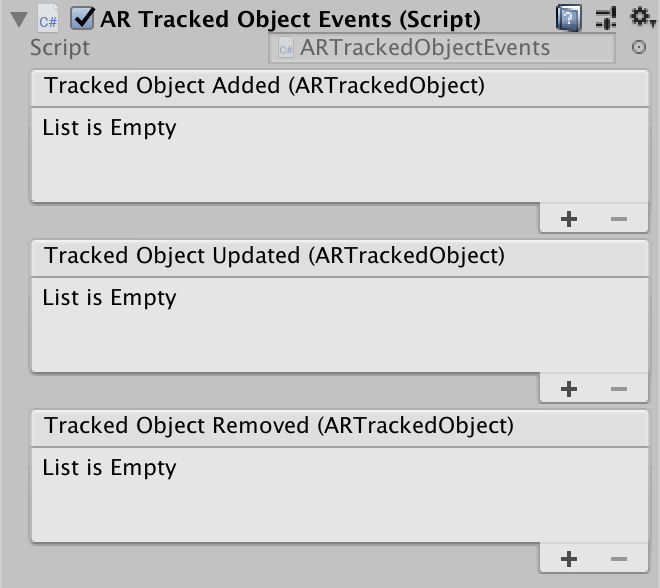 AR Tracked Object Events (Script)
Script ARTrackedObjectEvents
Tracked Object Added (ARTrackedObject)
List is Empty
Tracked Object Updated (ARTrackedObject)
List is Empty
Tracked Object Removed (ARTrackedObject)
List is Empty